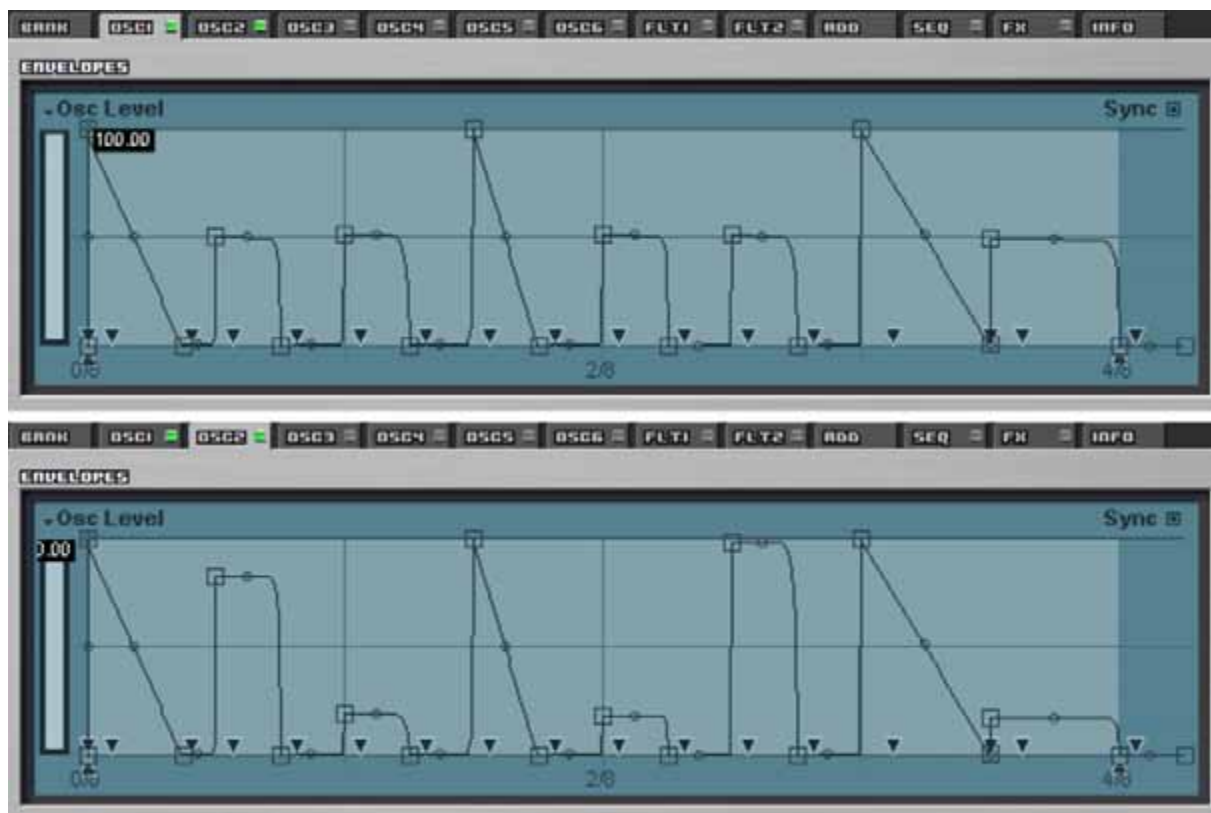 BANK OSC1 OSC2 OSC3 OSC4 OSC5 OSC6 FLT1 FLT2 ADD SEQ FX INFO
ENVELOPES
Osc Level Sync
100.00
0/8 2/8 4/8
BANK OSC1 OSC2 OSC3 OSC4 OSC5 OSC6 FLT1 FLT2 ADD SEQ FX INFO
ENVELOPES
Osc Level Sync
0.00
0/8 2/8 4/8